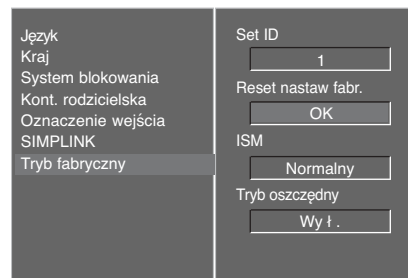 Język
Kraj
System blokowania
Kont. rodzicielska
Oznaczenie wejścia
SIMPLINK
Tryb fabryczny
Set ID
1
Reset nastaw fabr.
OK
ISM
Normalny
Tryb oszczędny
Wy ł .